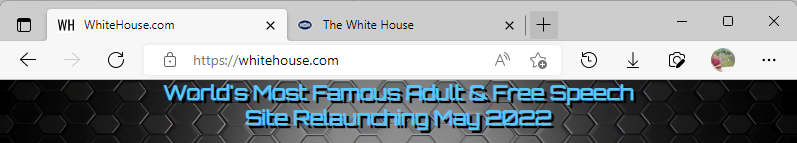 WH WhiteHouse.com
The White House
https://whitehouse.com
World's Most Famous Adult & Free Speech
Site Relaunching May 2022